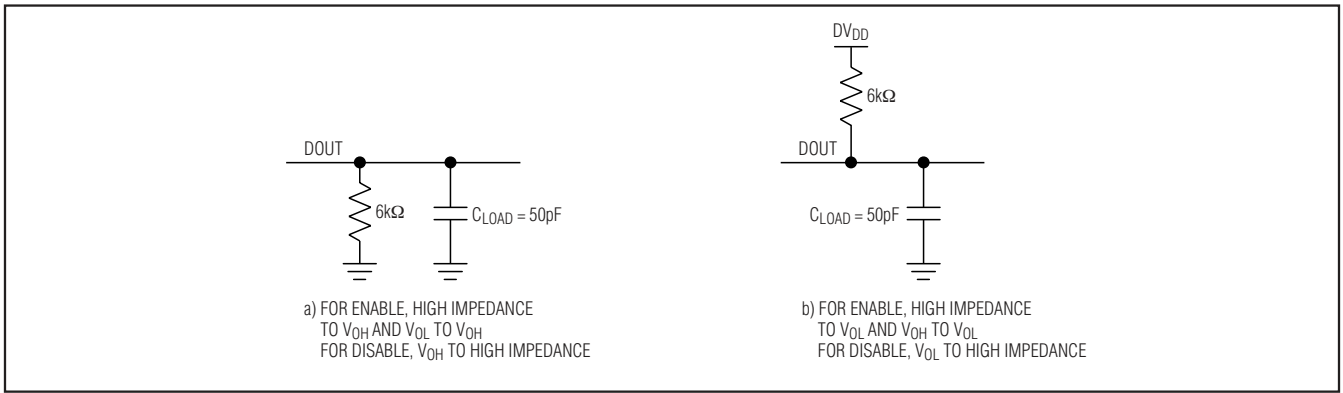 DOUT
6kΩ
CLOAD = 50pF
a) FOR ENABLE, HIGH IMPEDANCE
TO VOH AND VOL TO VOH
FOR DISABLE, VOH TO HIGH IMPEDANCE
DVDD
6kΩ
DOUT
CLOAD = 50pF
b) FOR ENABLE, HIGH IMPEDANCE
TO VOL AND VOH TO VOL
FOR DISABLE, VOL TO HIGH IMPEDANCE